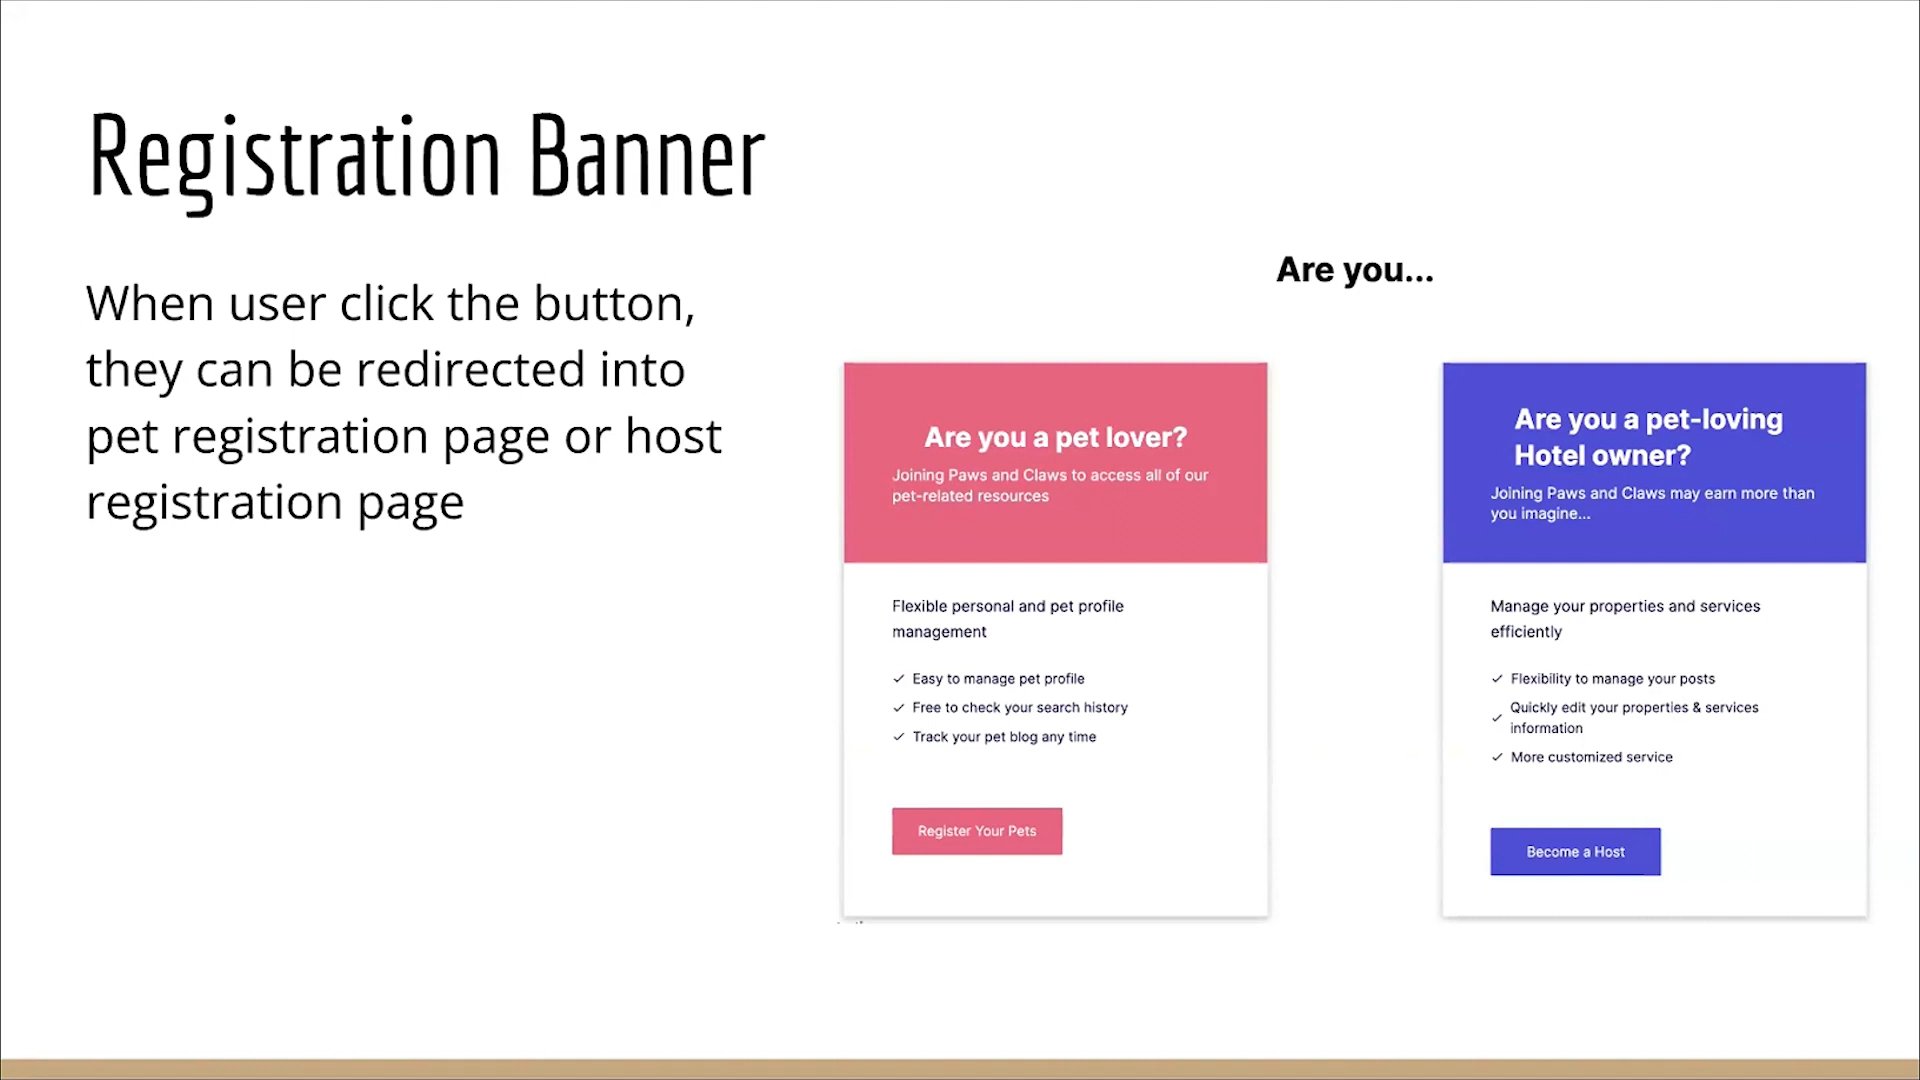 Registration Banner
When user click the button,
they can be redirected into
pet registration page or host
registration page
Are you...
Are you a pet lover?
Joining Paws and Claws to access all of our
pet-related resources
Flexible personal and pet profile
management
Easy to manage pet profile
Free to check your search history
Track your pet blog any time
Register Your Pets
Are you a pet-loving
Hotel owner?
Joining Paws and Claws may earn more than
you imagine...
Manage your properties and services
efficiently
Flexibility to manage your posts
Quickly edit your properties & services
information
More customized service
Become a Host